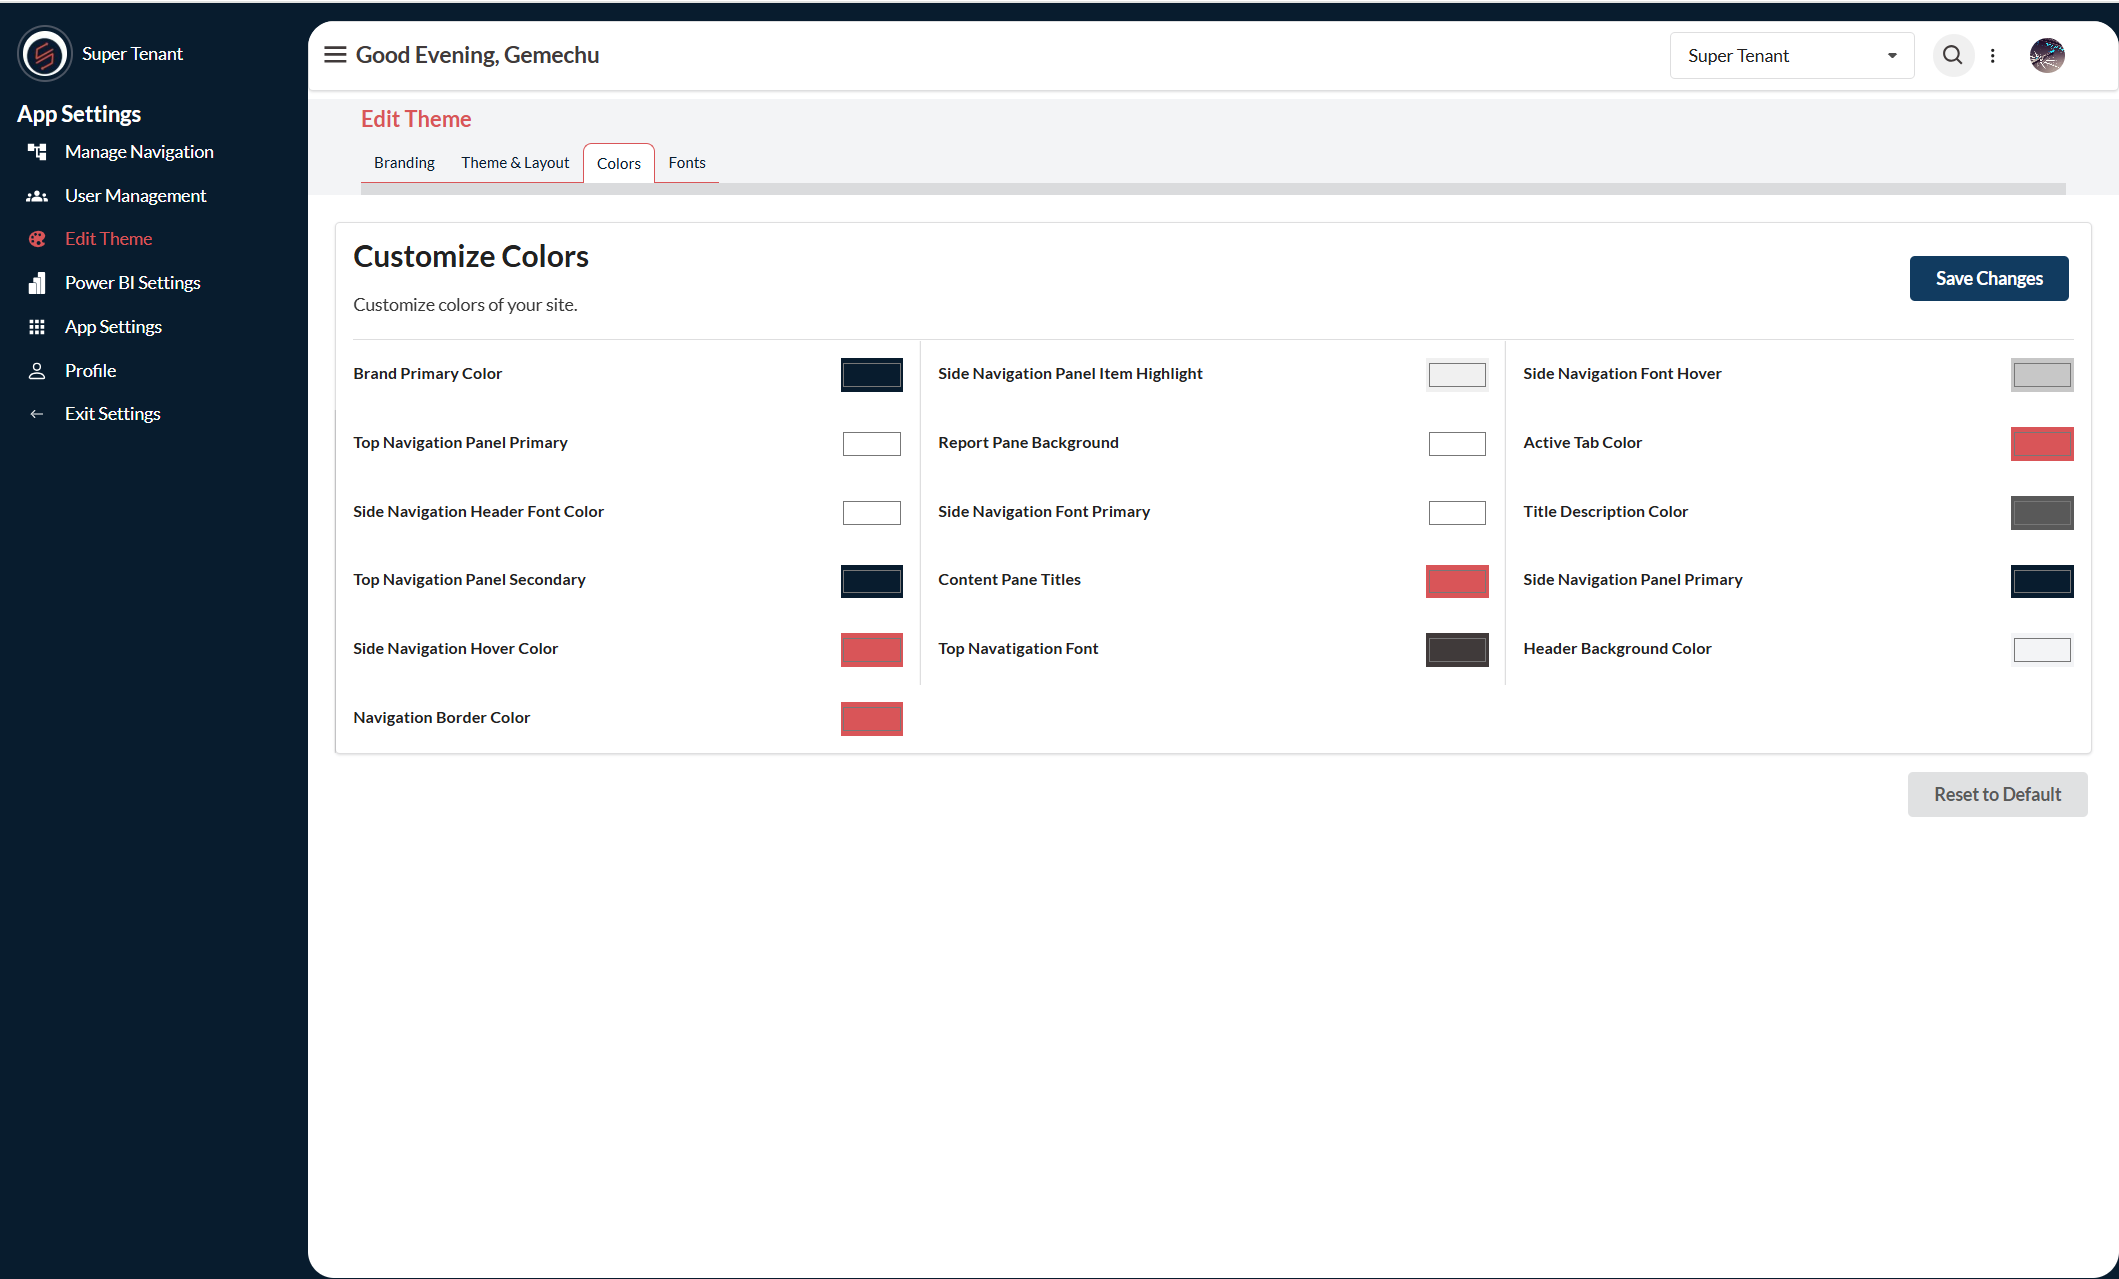 Super Tenant
App Settings
Manage Navigation
User Management
Edit Theme
Power BI Settings
App Settings
Profile
Exit Settings
Good Evening, Gemechu
Super Tenant
Edit Theme
Branding
Theme & Layout
Colors
Fonts
Customize Colors
Customize colors of your site.
Save Changes
Brand Primary Color
Side Navigation Panel Item Highlight
Side Navigation Font Hover
Top Navigation Panel Primary
Report Pane Background
Active Tab Color
Side Navigation Header Font Color
Side Navigation Font Primary
Title Description Color
Top Navigation Panel Secondary
Content Pane Titles
Side Navigation Panel Primary
Side Navigation Hover Color
Top Navatigation Font
Header Background Color
Navigation Border Color
Reset to Default